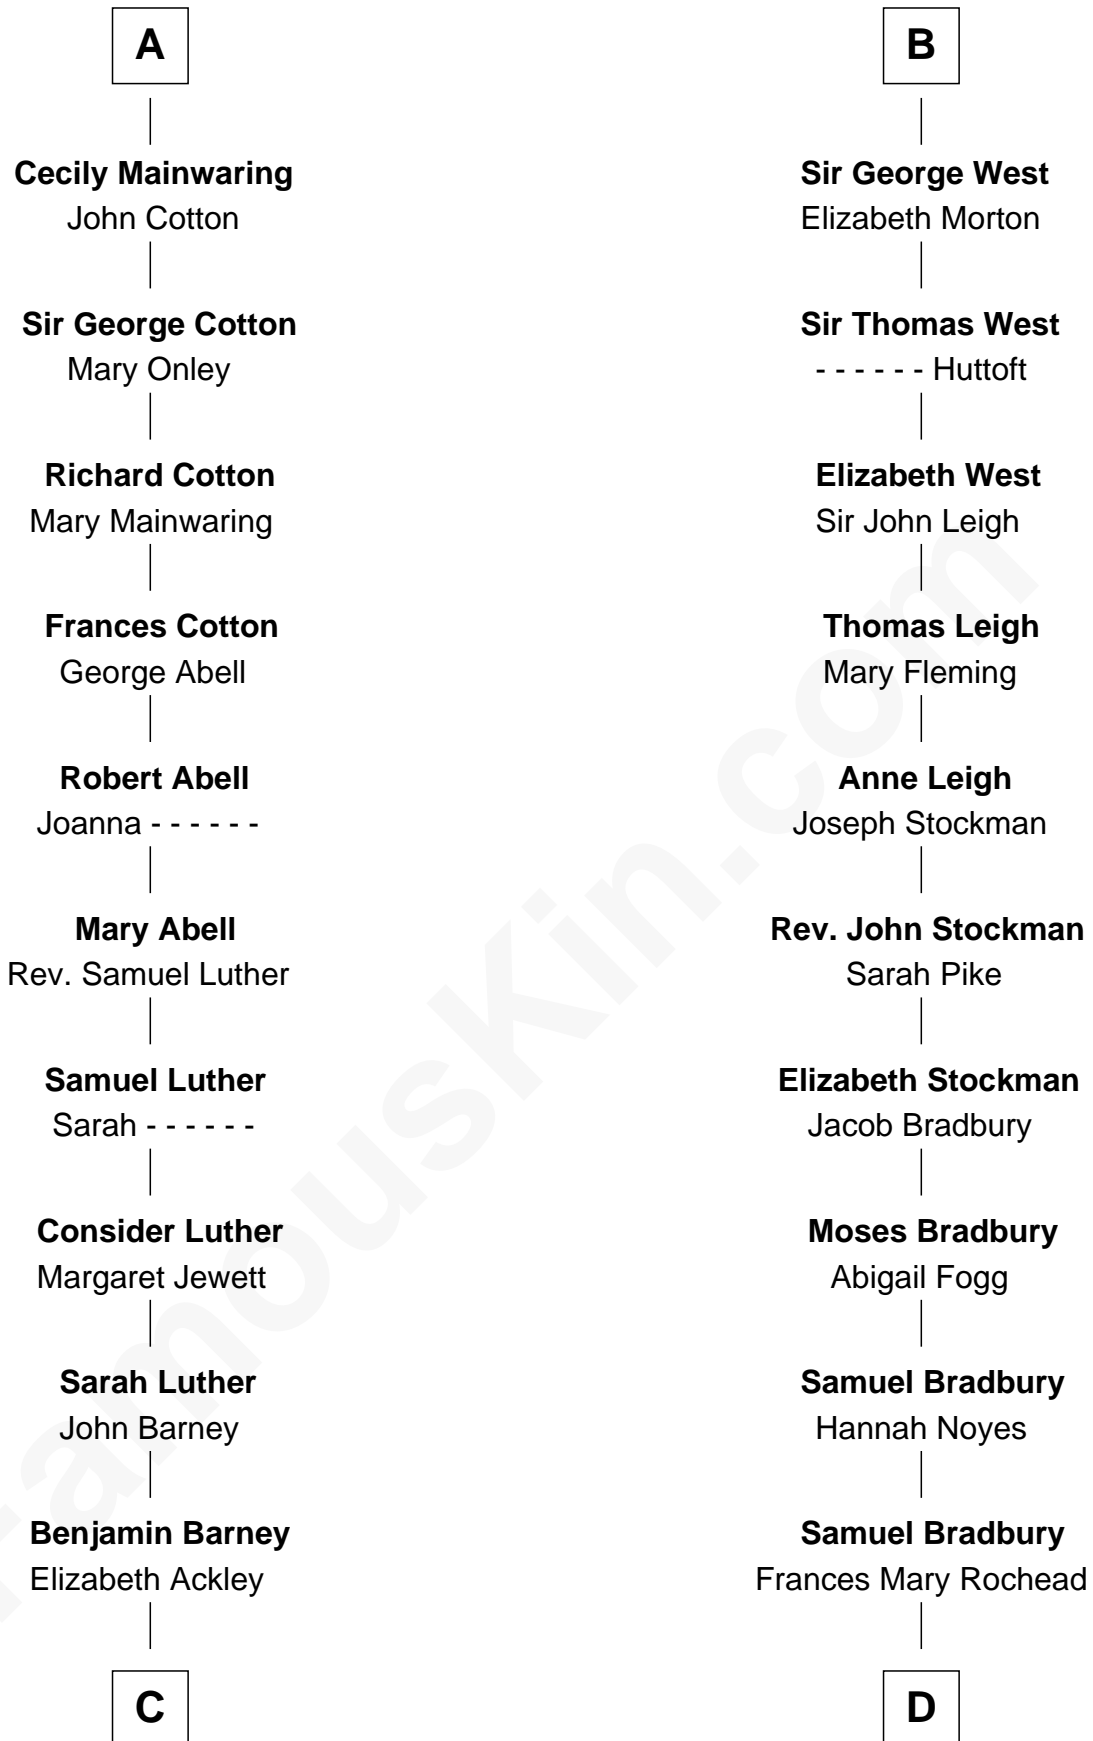 A
Cecily Mainwaring
John Cotton
Sir George Cotton
Mary Onley
Richard Cotton
Mary Mainwaring
Frances Cotton
George Abell
Robert Abell
Joanna - - - - - -
Mary Abell
Rev. Samuel Luther
Samuel Luther
Sarah - - - - - -
Consider Luther
Margaret Jewett
Sarah Luther
John Barney
Benjamin Barney
Elizabeth Ackley
C
B
Sir George West
Elizabeth Morton
Sir Thomas West
- - - - - - Huttoft
Elizabeth West
Sir John Leigh
Thomas Leigh
Mary Fleming
Anne Leigh
Joseph Stockman
Rev. John Stockman
Sarah Pike
Elizabeth Stockman
Jacob Bradbury
Moses Bradbury
Abigail Fogg
Samuel Bradbury
Hannah Noyes
Samuel Bradbury
Frances Mary Rochead
D
FamousKin.com